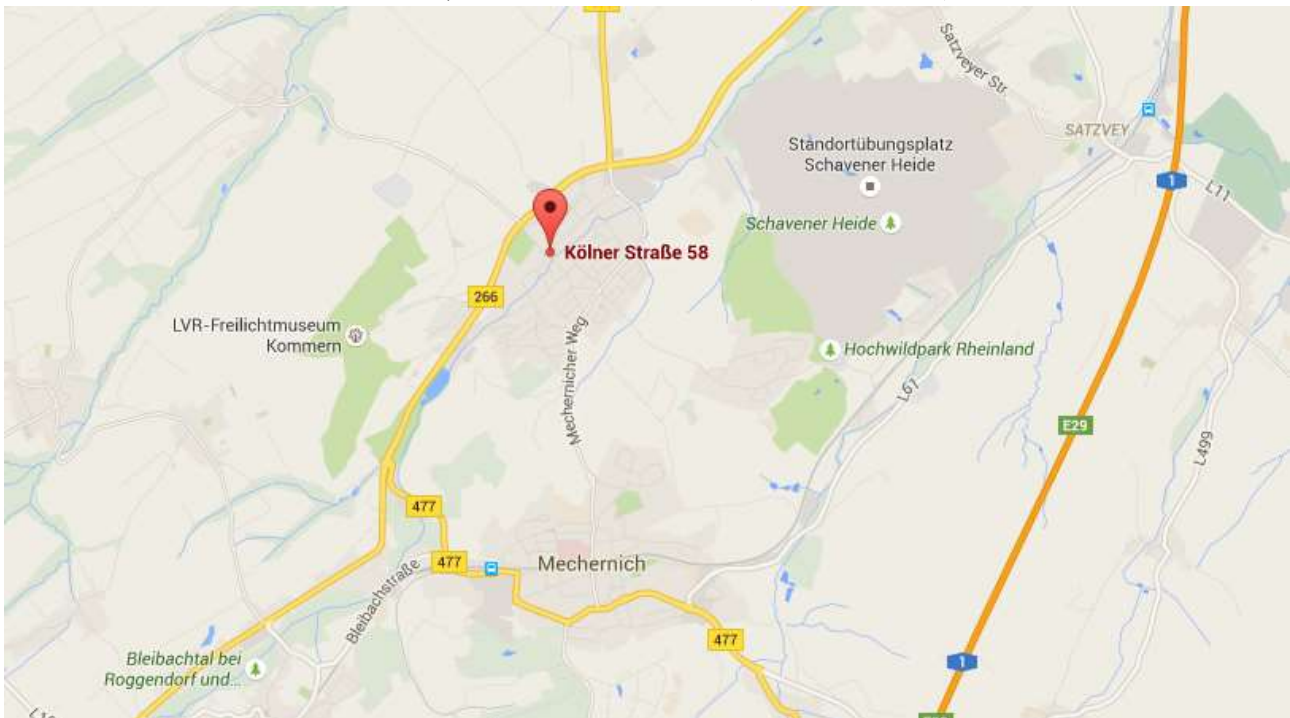 Satzveyer Str.
SATZVEY
Standortübungsplatz
Schavener Heide
1
L11
Schavener Heide
Kölner Straße 58
266
LVR-Freilichtmuseum
Kommern
Mechernicher Weg
Hochwildpark Rheinland
L61
E29
L499
477
477
Mechernich
Bleibachstraße
477
Bleibachtal bei
Roggendorf und...
1